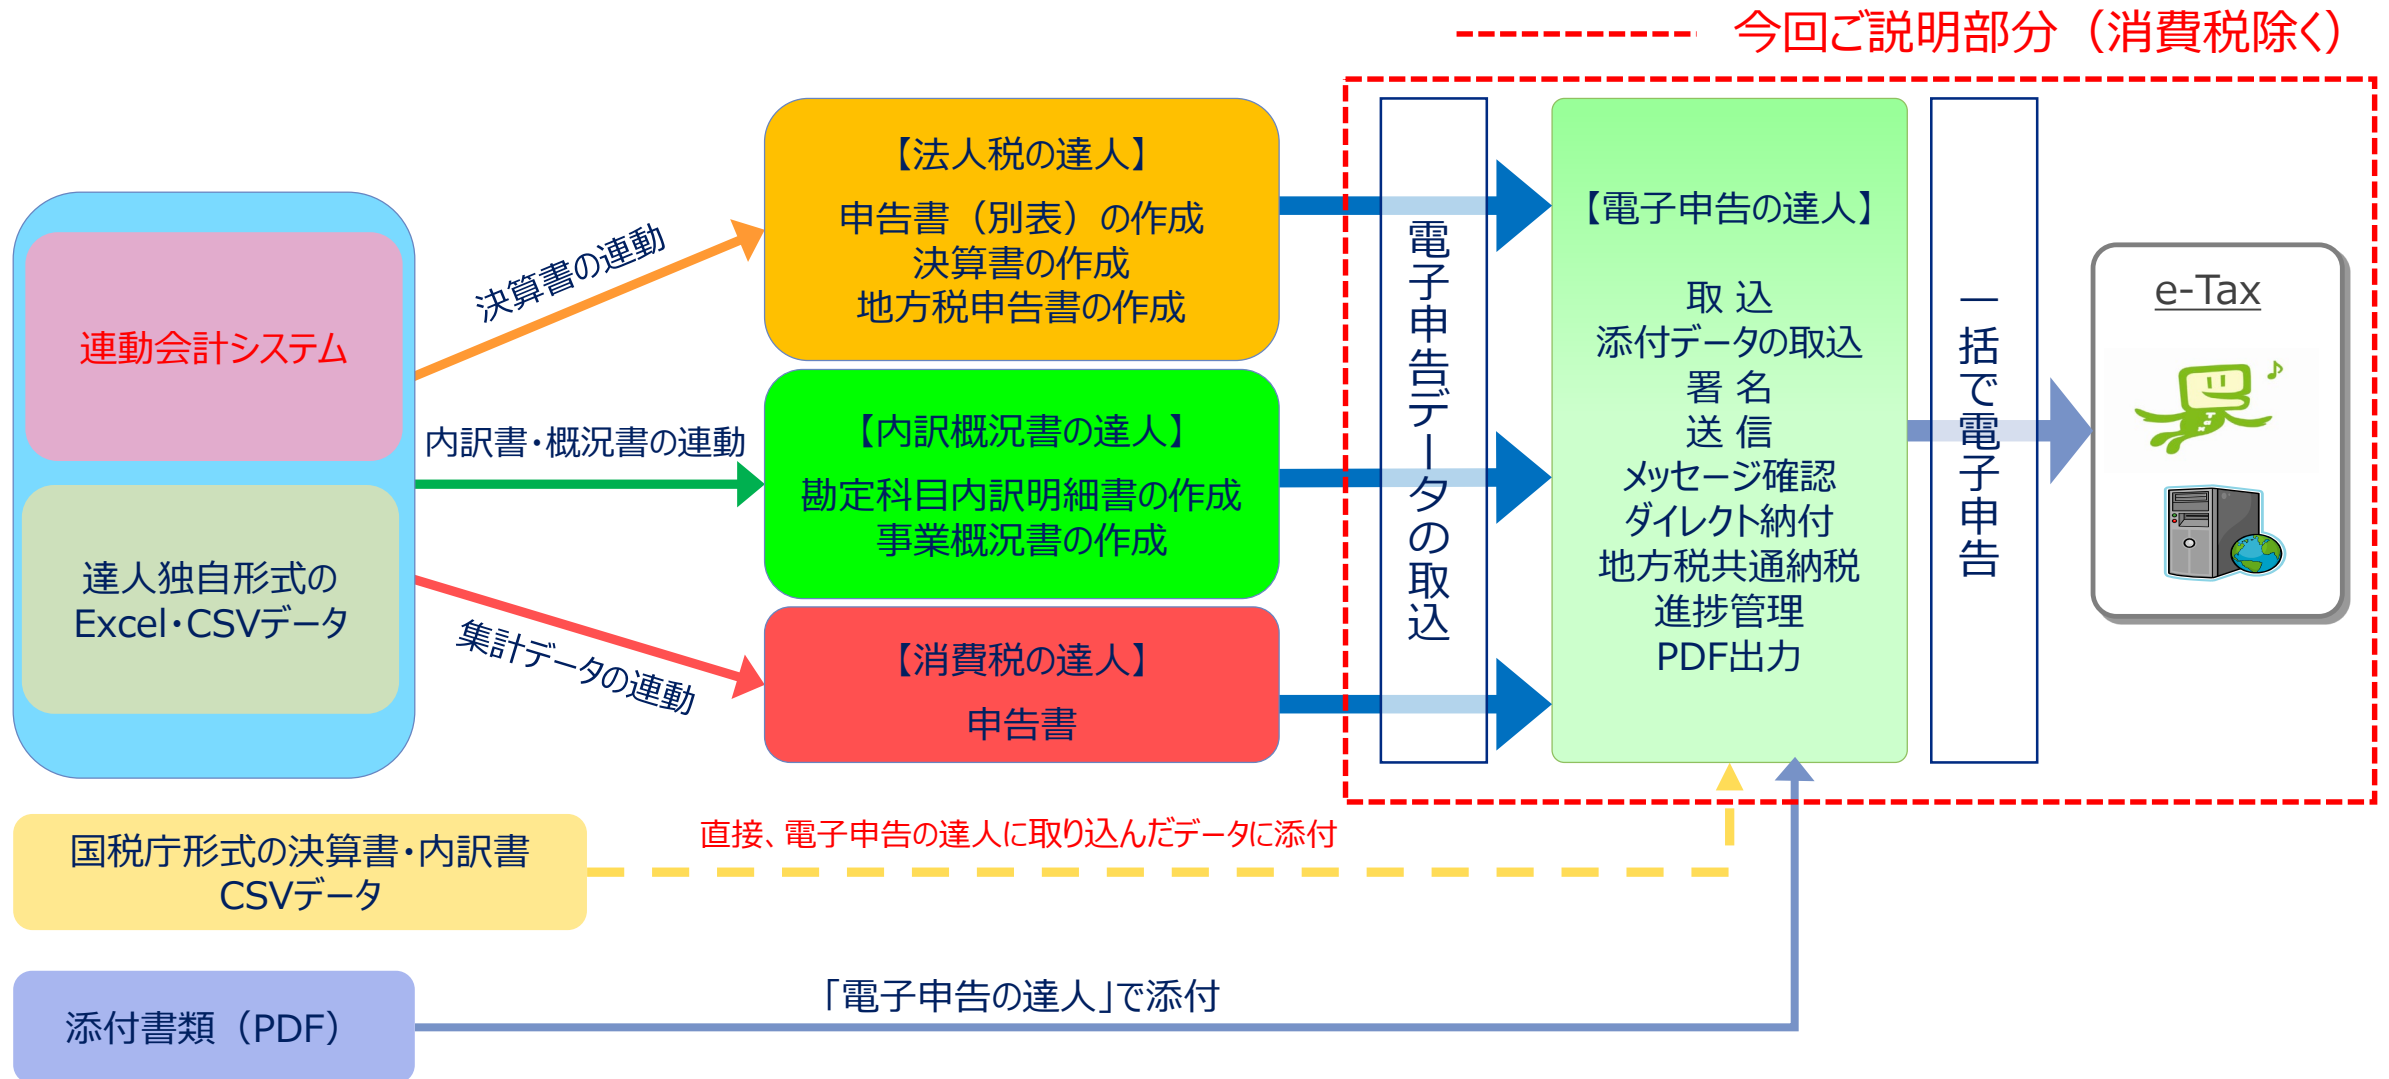 今回ご説明部分（消費税除く）
連動会計システム
達人独自形式の
Excel・CSVデータ
決算書の連動
内訳書・概況書の連動
集計データの連動
【法人税の達人】
申告書（別表）の作成
決算書の作成
地方税申告書の作成
【内訳概況書の達人】
勘定科目内訳明細書の作成
事業概況書の作成
【消費税の達人】
申告書
電子申告データの取込
【電子申告の達人】
取 込
添付データの取込
署 名
送 信
メッセージ確認
ダイレクト納付
地方税共通納税
進捗管理
PDF出力
一括で電子申告
e-Tax
国税庁形式の決算書・内訳書
CSVデータ
直接、電子申告の達人に取り込んだデータに添付
添付書類（PDF）
「電子申告の達人」で添付